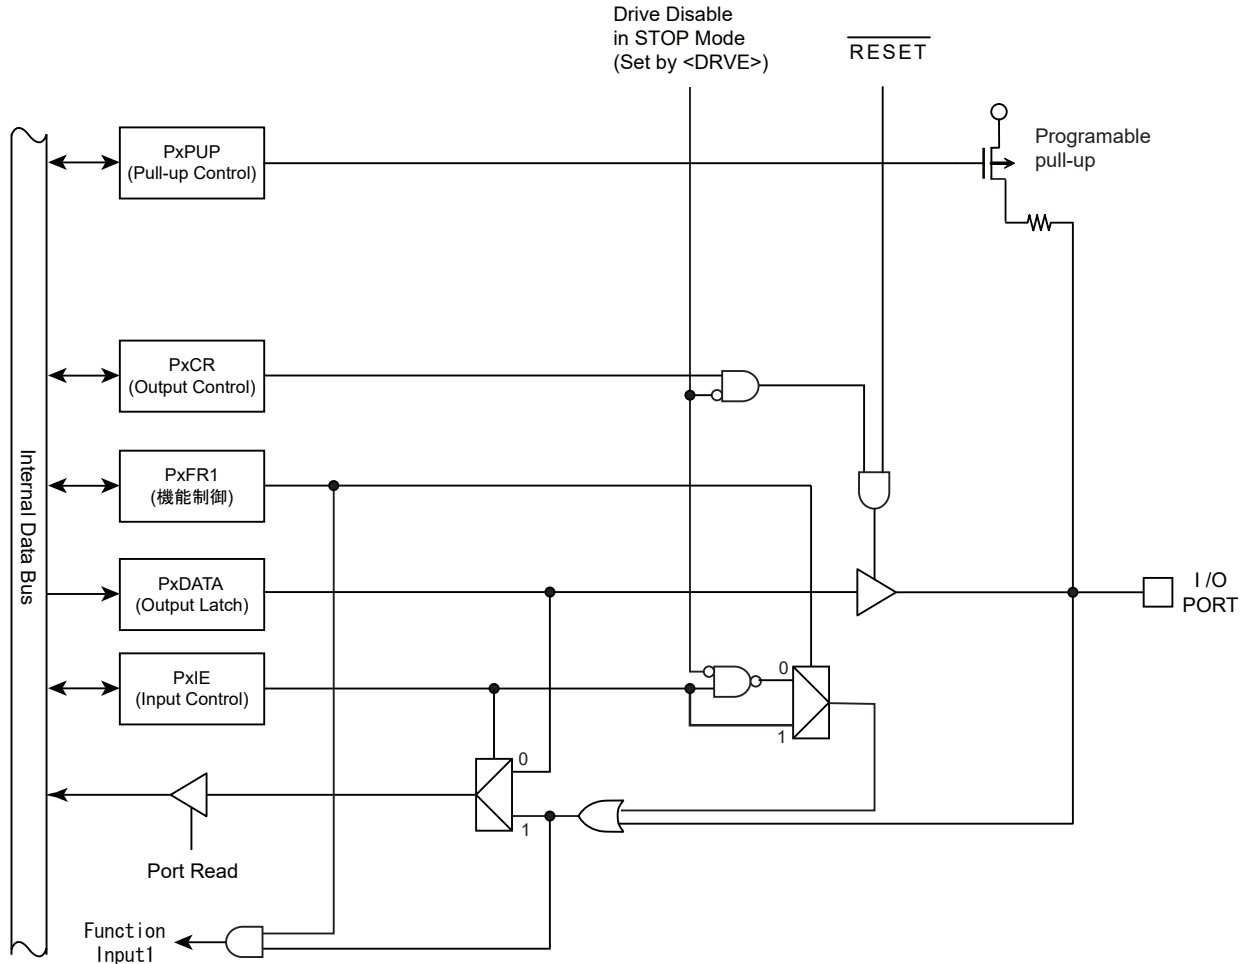 Drive Disable
in STOP Mode
(Set by <DRVE>)
RESET
Programable
pull-up
PxPUP
(Pull-up Control)
PxCR
(Output Control)
PxFR1
(機能制御)
Internal Data Bus
PxDATA
(Output Latch)
I /O
PORT
PxIE
(Input Control)
0
1
0
1
Port Read
Function
Input1